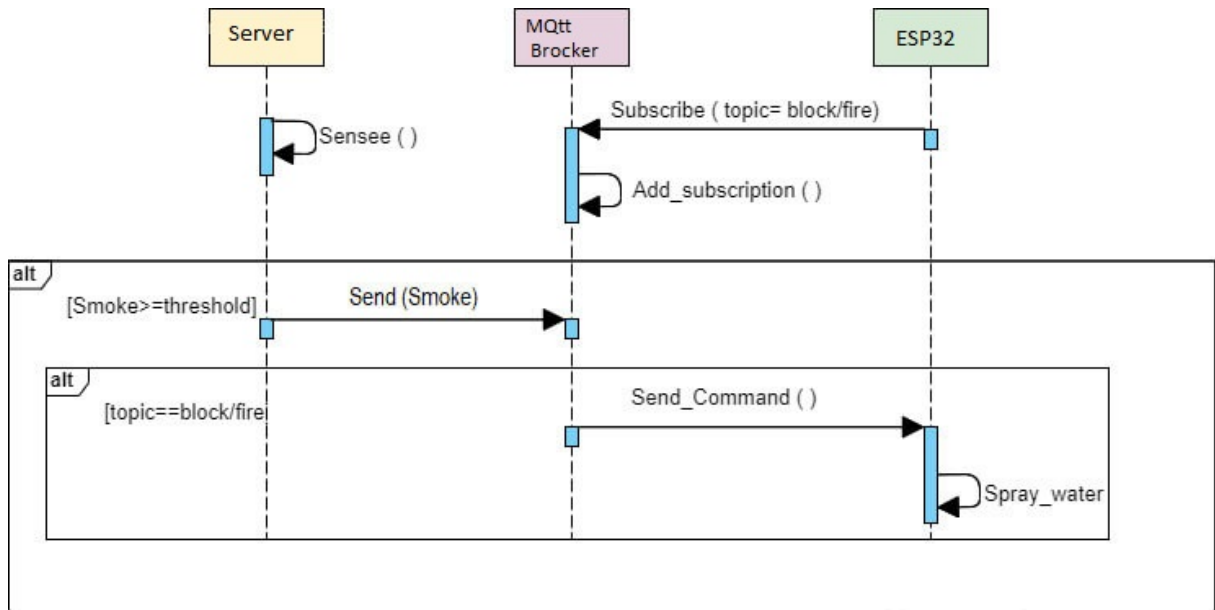 Server
MQtt
Brocker
ESP32
Subscribe ( topic= block/fire)
Sensee ( )
Add_subscription ( )
alt
[Smoke>=threshold]
Send (Smoke)
alt
[topic==block/fire
Send_Command ( )
Spray_water